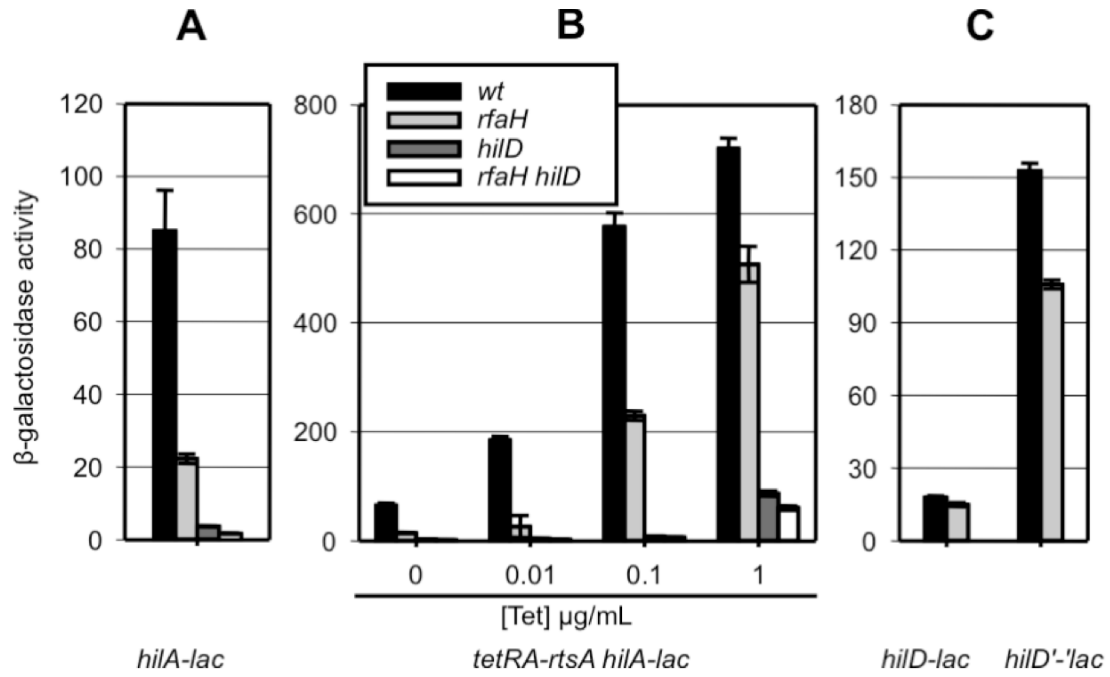 A
B
C
wt
rfaH
hilD
rfaH hilD
β-galactosidase activity
120
100
80
60
40
20
0
800
600
400
200
0
180
150
120
90
60
30
0
0 0.01 0.1 1
[Tet] µg/mL
hilA-lac
tetRA-rtsA hilA-lac
hilD-lac
hilD'-'lac